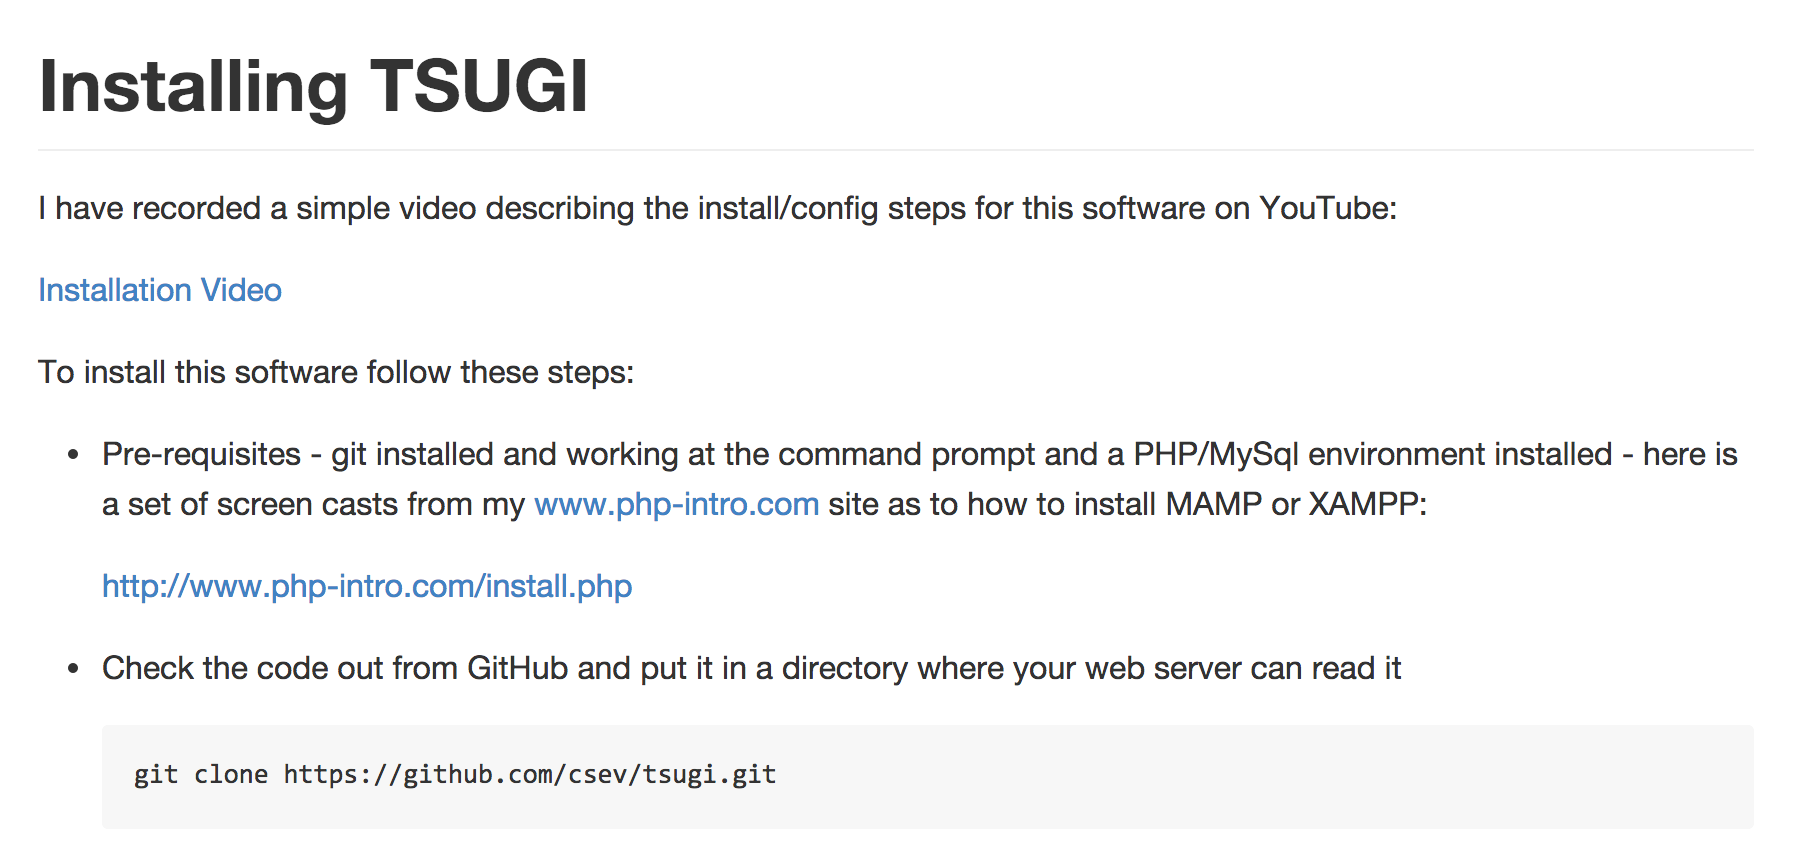 Installing TSUGI
I have recorded a simple video describing the install/config steps for this software on YouTube:
Installation Video
To install this software follow these steps:
• Pre-requisites - git installed and working at the command prompt and a PHP/MySql environment installed - here is
a set of screen casts from my www.php-intro.com site as to how to install MAMP or XAMPP:
http://www.php-intro.com/install.php
• Check the code out from GitHub and put it in a directory where your web server can read it
git clone https://github.com/csev/tsugi.git